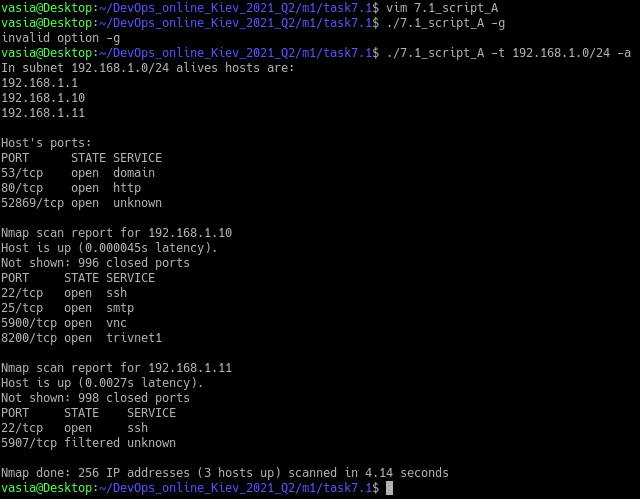 vasia@Desktop:~/DevOps_online_Kiev_2021_Q2/m1/task7.1$ vim 7.1_script_A
vasia@Desktop:~/DevOps_online_Kiev_2021_Q2/m1/task7.1$ ./7.1_script_A -g
invalid option -g
vasia@Desktop:~/DevOps_online_Kiev_2021_Q2/m1/task7.1$ ./7.1_script_A -t 192.168.1.0/24 -a
In subnet 192.168.1.0/24 alives hosts are:
192.168.1.1
192.168.1.10
192.168.1.11

Host's ports:
PORT      STATE SERVICE
53/tcp    open  domain
80/tcp    open  http
52869/tcp open  unknown

Nmap scan report for 192.168.1.10
Host is up (0.000045s latency).
Not shown: 996 closed ports
PORT     STATE SERVICE
22/tcp   open  ssh
25/tcp   open  smtp
5900/tcp open  vnc
8200/tcp open  trivnet1

Nmap scan report for 192.168.1.11
Host is up (0.0027s latency).
Not shown: 998 closed ports
PORT     STATE    SERVICE
22/tcp   open     ssh
5907/tcp filtered unknown

Nmap done: 256 IP addresses (3 hosts up) scanned in 4.14 seconds
vasia@Desktop:~/DevOps_online_Kiev_2021_Q2/m1/task7.1$